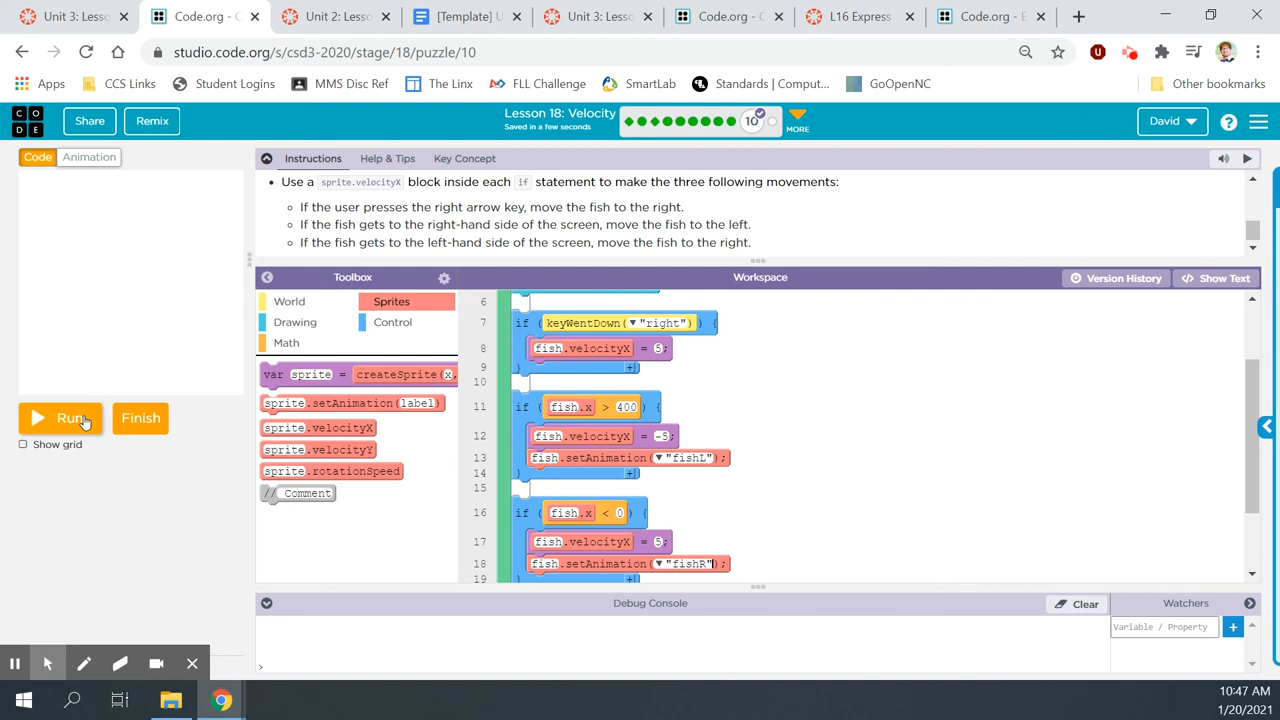 Unit 3: Lesso
Code.org - C
Unit 2: Lesso
[Template] U
Unit 3: Lesso
Code.org - C
L16 Express
Code.org - E
studio.code.org/s/csd3-2020/stage/18/puzzle/10
Apps
CCS Links
Student Logins
MMS Disc Ref
The Linx
FLL Challenge
SmartLab
Standards | Comput...
GoOpenNC
Other bookmarks
C O
D E
Share
Remix
Lesson 18: Velocity
Saved in a few seconds
10
MORE
David
Code
Animation
Instructions
Help & Tips
Key Concept
Use a sprite.velocityX block inside each if statement to make the three following movements:
If the user presses the right arrow key, move the fish to the right.
If the fish gets to the right-hand side of the screen, move the fish to the left.
If the fish gets to the left-hand side of the screen, move the fish to the right.
Toolbox
Workspace
Version History
</> Show Text
World
Sprites
Drawing
Control
Math
var sprite = createSprite(x,
sprite.setAnimation(label)
sprite.velocityX
sprite.velocityY
sprite.rotationSpeed
// Comment
6
7 if (keyWentDown("right")) {
8 fish.velocityX = 5;
9 }
10
11 if (fish.x > 400) {
12 fish.velocityX = -5;
13 fish.setAnimation("fishL");
14 }
15
16 if (fish.x < 0) {
17 fish.velocityX = 5;
18 fish.setAnimation("fishR");
19 }
Run
Finish
Show grid
Debug Console
Clear
Watchers
Variable / Property
+
>
10:47 AM
1/20/2021